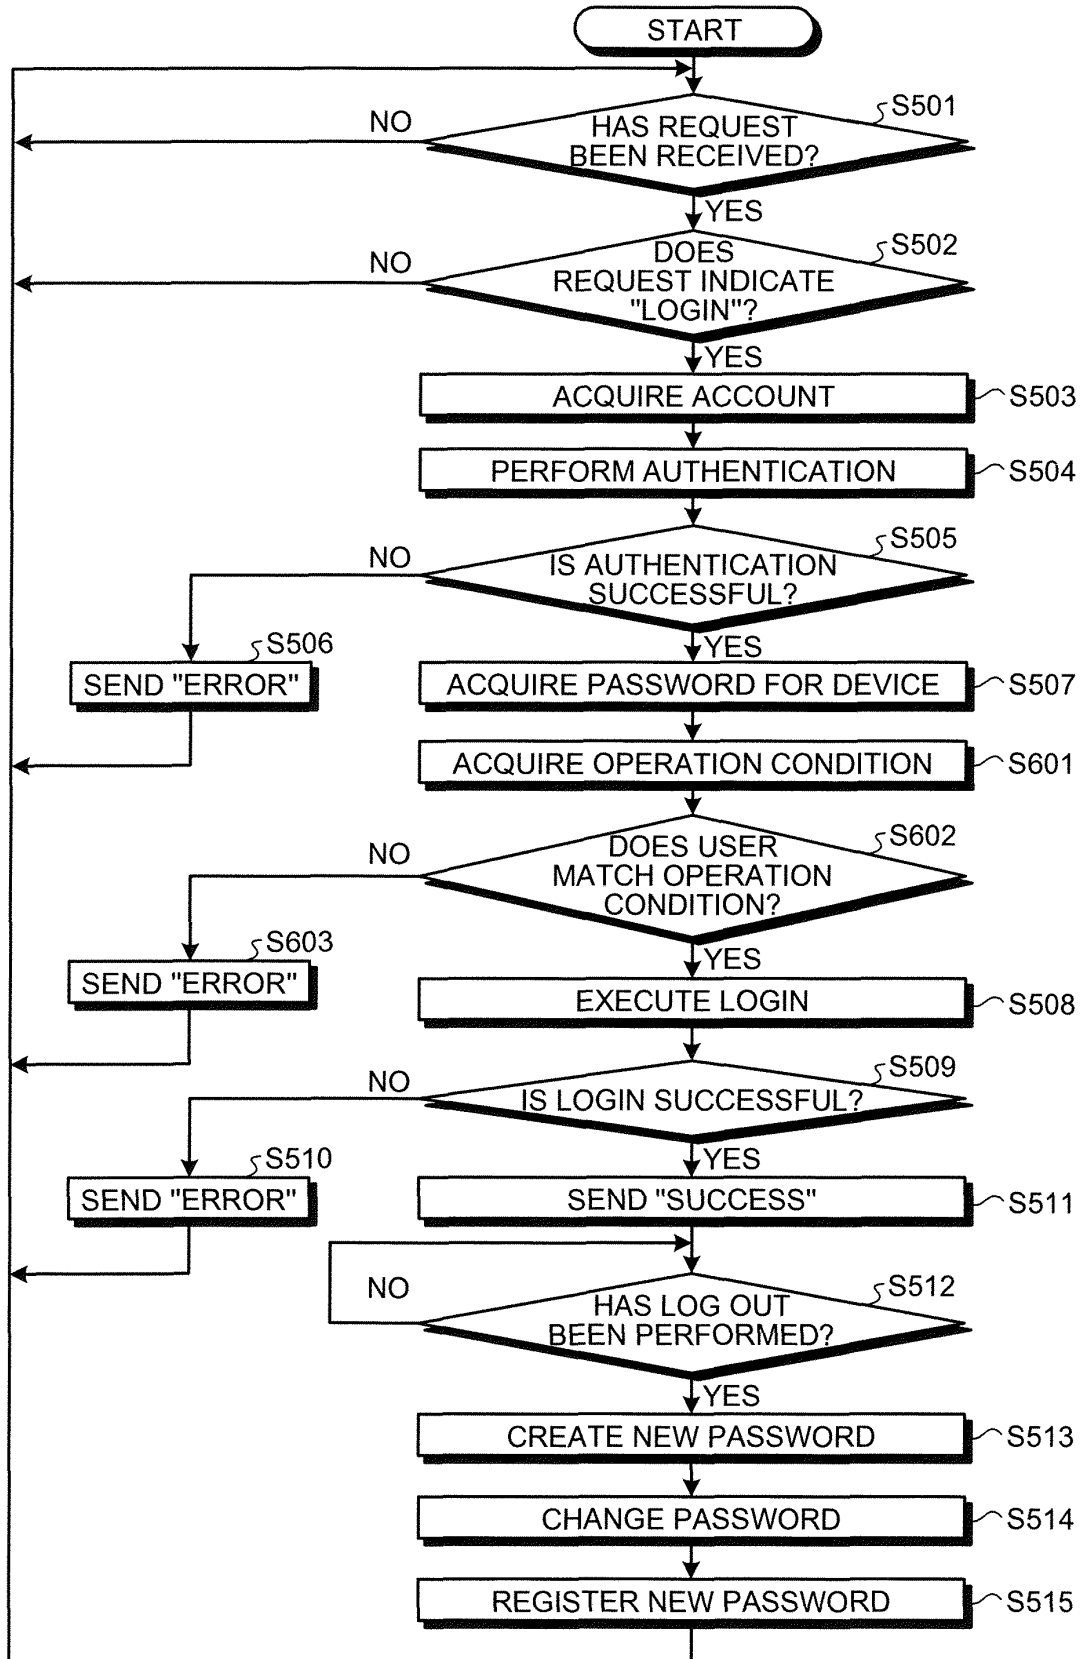 START
S501
NO
HAS REQUEST
BEEN RECEIVED?
YES
S502
NO
DOES
REQUEST INDICATE
"LOGIN"?
YES
ACQUIRE ACCOUNT
S503
PERFORM AUTHENTICATION
S504
S505
NO
IS AUTHENTICATION
SUCCESSFUL?
YES
S506
SEND "ERROR"
ACQUIRE PASSWORD FOR DEVICE
S507
ACQUIRE OPERATION CONDITION
S601
S602
NO
DOES USER
MATCH OPERATION
CONDITION?
YES
S603
SEND "ERROR"
EXECUTE LOGIN
S508
S509
NO
IS LOGIN SUCCESSFUL?
YES
S510
SEND "ERROR"
SEND "SUCCESS"
S511
S512
NO
HAS LOG OUT
BEEN PERFORMED?
YES
CREATE NEW PASSWORD
S513
CHANGE PASSWORD
S514
REGISTER NEW PASSWORD
S515